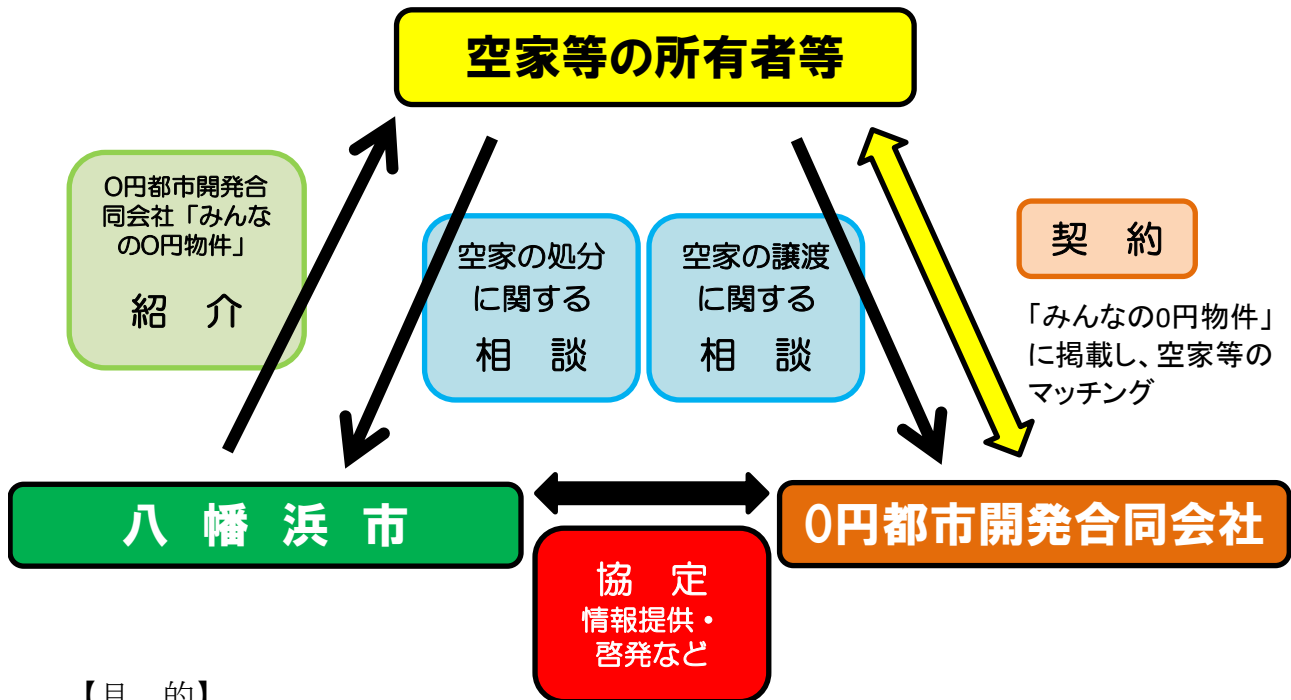 空家等の所有者等
0円都市開発合
同会社「みんな
の0円物件」
紹 介
空家の処分
に関する
相 談
空家の譲渡
に関する
相 談
契 約
「みんなの0円物件」
に掲載し、空家等の
マッチング
八 幡 浜 市
0円都市開発合同会社
協 定
情報提供・
啓発など